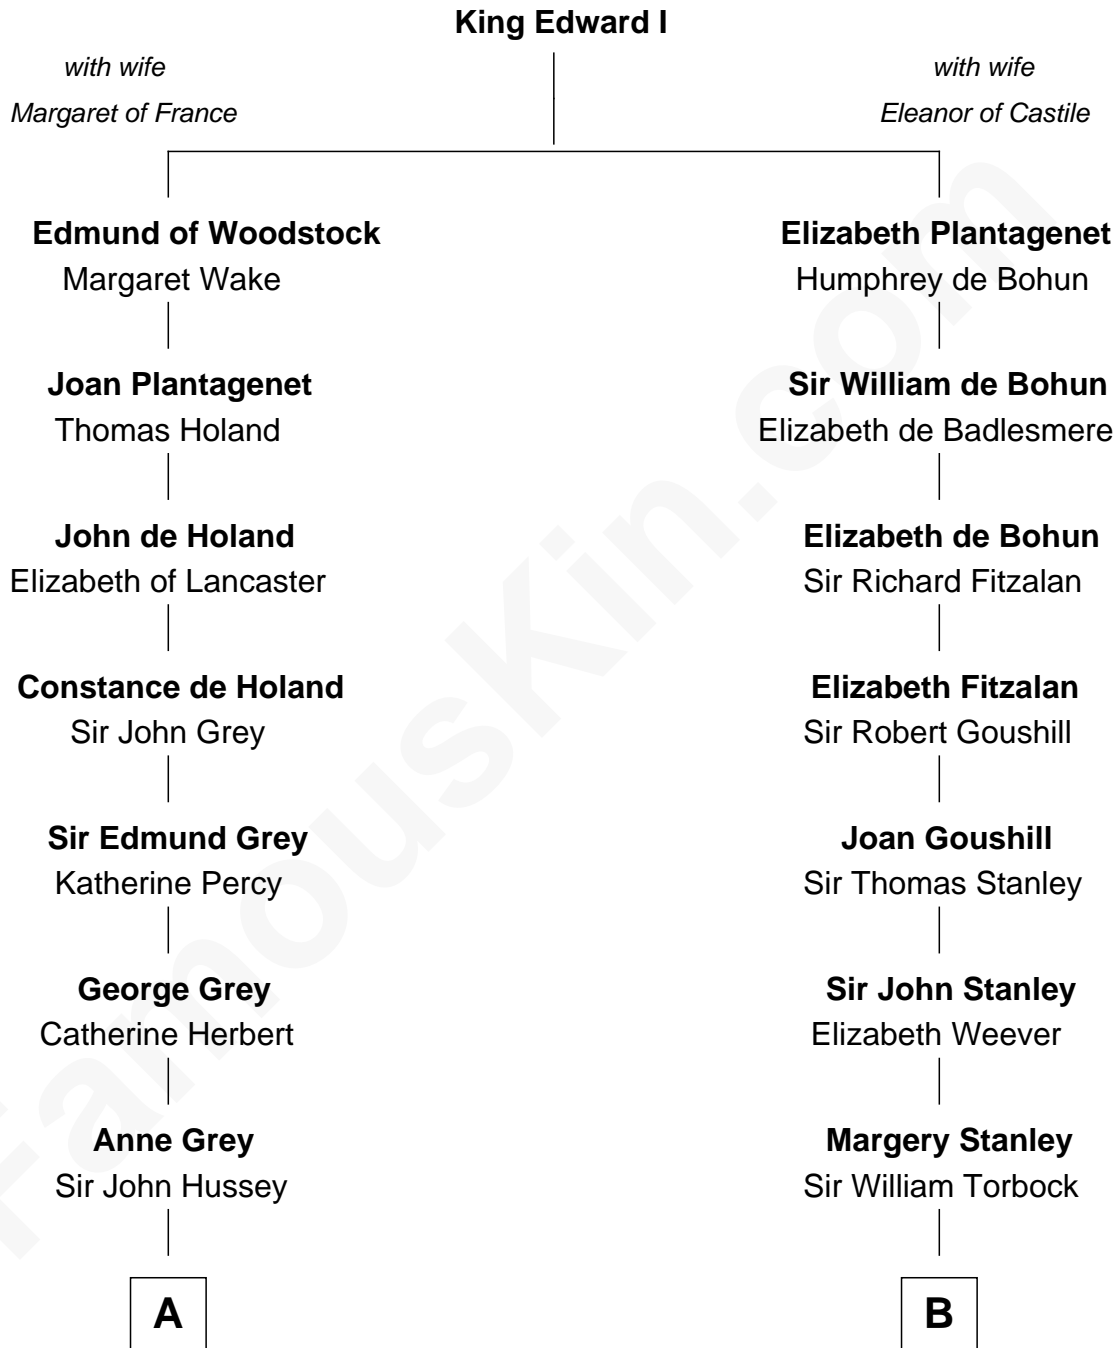 King Edward I
with wife
Margaret of France
with wife
Eleanor of Castile
Edmund of Woodstock
Margaret Wake
Elizabeth Plantagenet
Humphrey de Bohun
Joan Plantagenet
Thomas Holand
Sir William de Bohun
Elizabeth de Badlesmere
John de Holand
Elizabeth of Lancaster
Elizabeth de Bohun
Sir Richard Fitzalan
Constance de Holand
Sir John Grey
Elizabeth Fitzalan
Sir Robert Goushill
Sir Edmund Grey
Katherine Percy
Joan Goushill
Sir Thomas Stanley
George Grey
Catherine Herbert
Sir John Stanley
Elizabeth Weever
Anne Grey
Sir John Hussey
Margery Stanley
Sir William Torbock
A
B
FamousKin.com